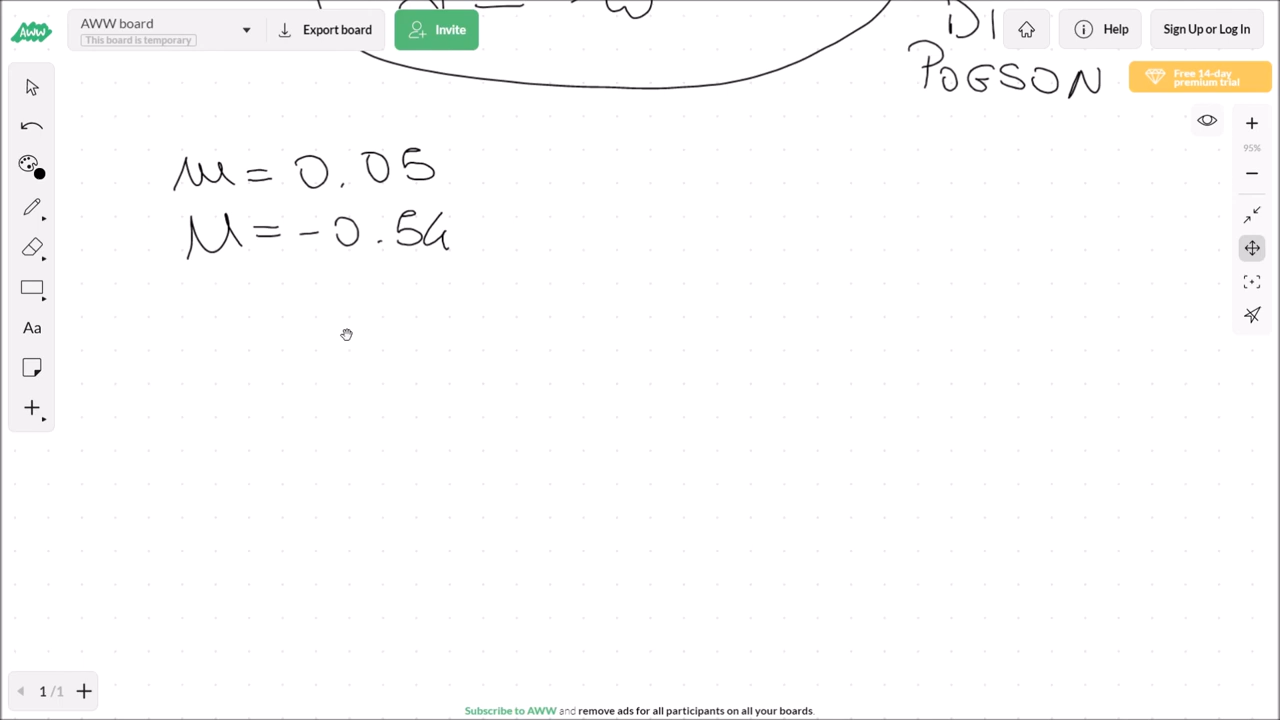 AWW
AWW board
This board is temporary
Export board
Invite
DI
POGSON
Help
Sign Up or Log In
Free 14-day
premium trial
95%
m = 0.05
M = -0.54
Aa
1 /1
Subscribe to AWW and remove ads for all participants on all your boards.